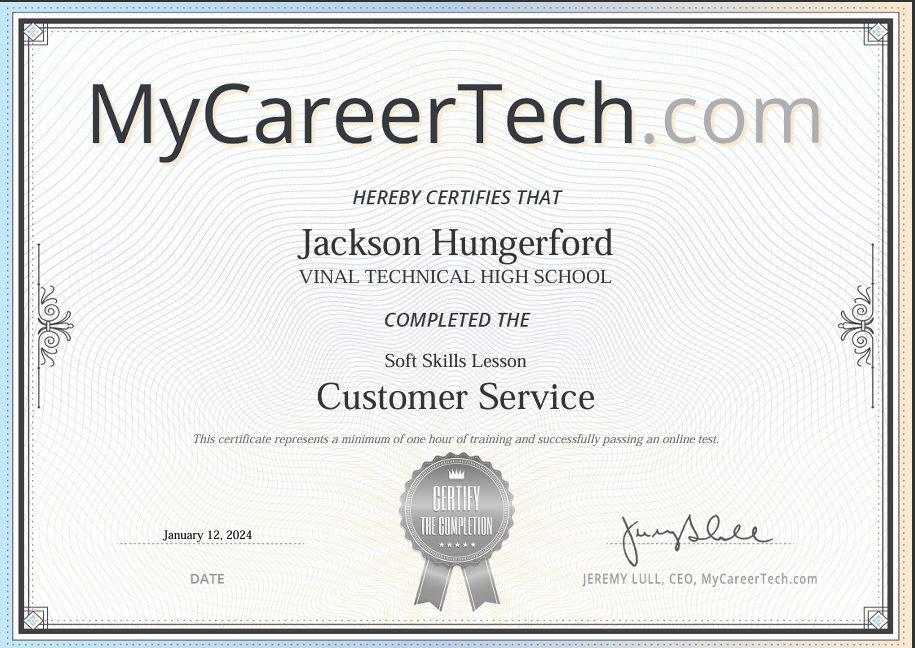 MyCareerTech.com
HEREBY CERTIFIES THAT
Jackson Hungerford
VINAL TECHNICAL HIGH SCHOOL
COMPLETED THE
Soft Skills Lesson
Customer Service
This certificate represents a minimum of one hour of training and successfully passing an online test.
CERTIFY
THE COMPLETION
January 12, 2024
DATE
JEREMY LULL, CEO, MyCareerTech.com